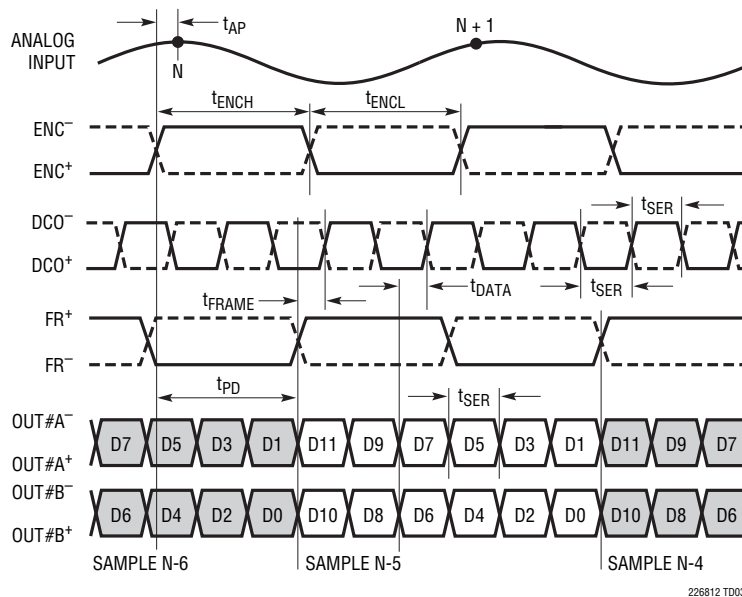 tAP
ANALOG
INPUT
N
N + 1
tENCH
tENCL
ENC–
ENC+
DCO–
DCO+
tSER
tFRAME
tDATA
tSER
FR+
FR–
tPD
tSER
OUT#A–
D7 D5 D3 D1 D11 D9 D7 D5 D3 D1 D11 D9 D7
OUT#A+
OUT#B–
D6 D4 D2 D0 D10 D8 D6 D4 D2 D0 D10 D8 D6
OUT#B+
SAMPLE N-6
SAMPLE N-5
SAMPLE N-4
226812 TD03